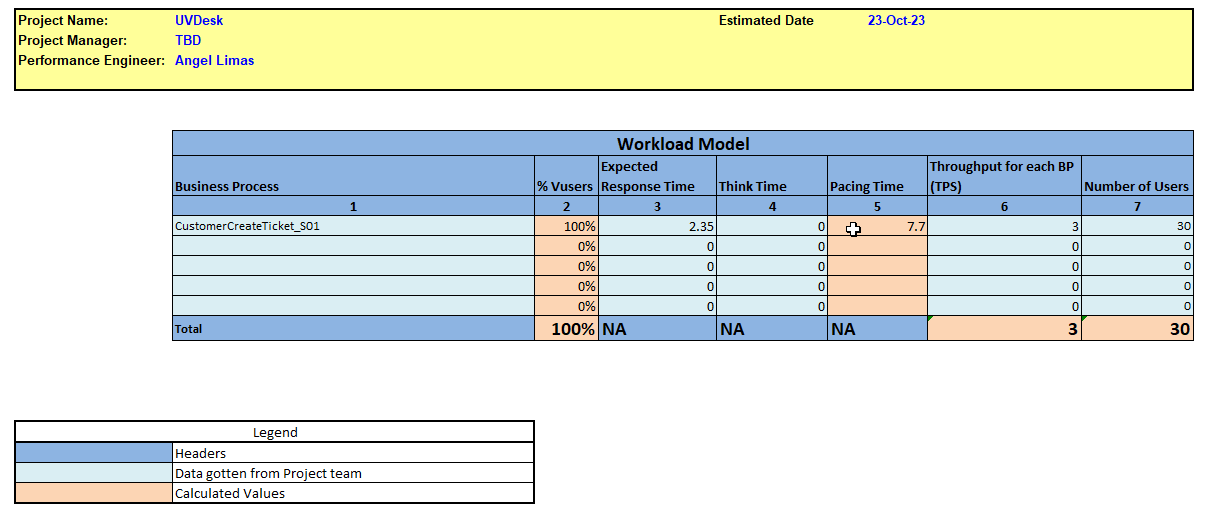 Project Name: UVDesk Estimated Date 23-Oct-23
Project Manager: TBD
Performance Engineer: Angel Limas
Workload Model
Business Process % Vusers Expected Response Time Think Time Pacing Time Throughput for each BP (TPS) Number of Users
1 2 3 4 5 6 7
CustomerCreateTicket_S01 100% 2.35 0 7.7 3 30
0% 0 0 0 0
0% 0 0 0 0
0% 0 0 0 0
0% 0 0 0 0
Total 100% NA NA NA 3 30
Legend
Headers
Data gotten from Project team
Calculated Values